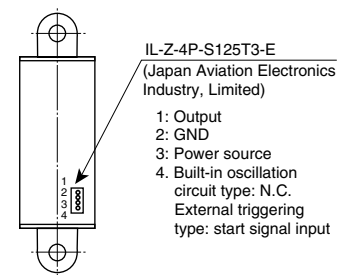 IL-Z-4P-S125T3-E
(Japan Aviation Electronics
Industry, Limited)
1: Output
2: GND
3: Power source
4. Built-in oscillation
circuit type: N.C.
External triggering
type: start signal input
1
2
3
4